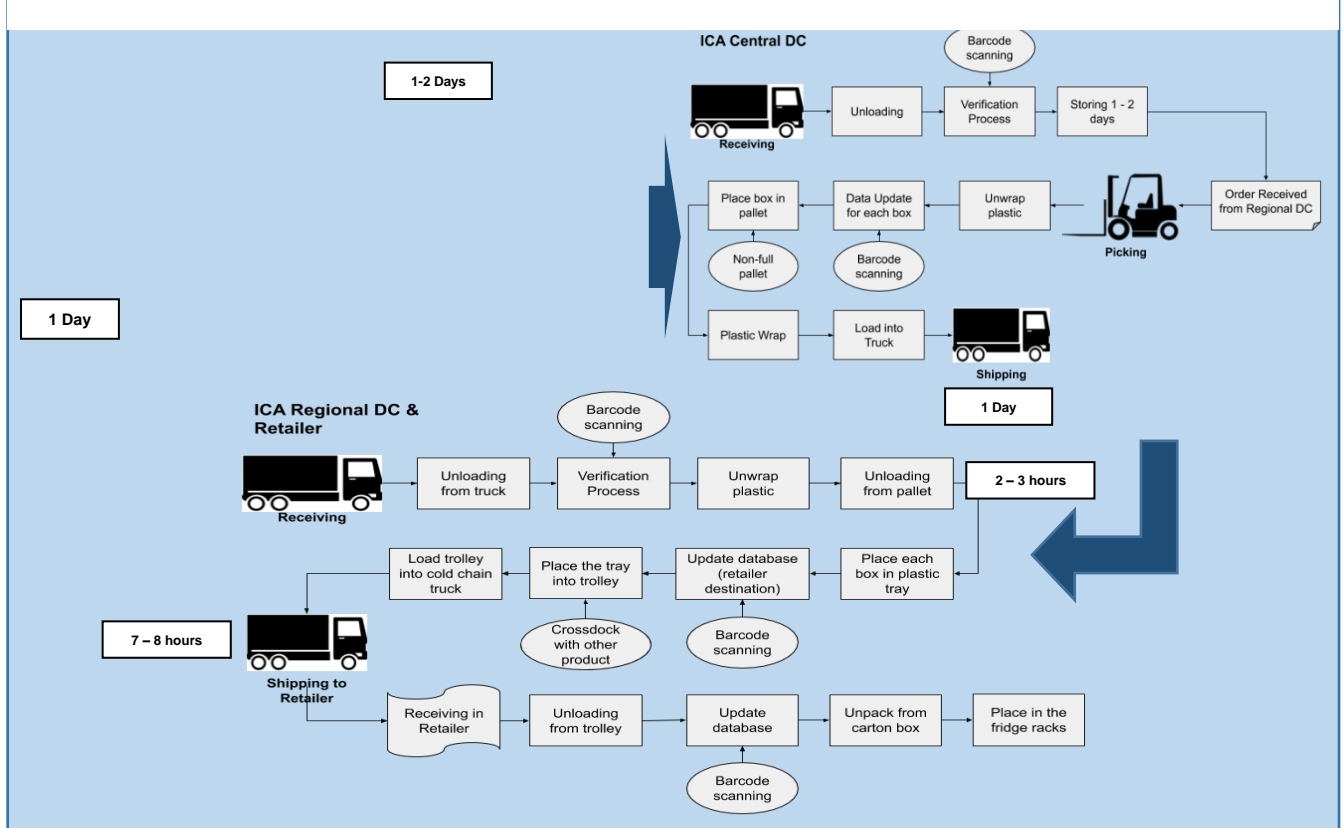 ICA Central DC
Barcode
scanning
1-2 Days
Receiving
Unloading
Verification
Process
Storing 1 - 2
days
Order Received
from Regional DC
Picking
Unwrap
plastic
Data Update
for each box
Place box in
pallet
Barcode
scanning
Non-full
pallet
1 Day
Plastic Wrap
Load into
Truck
Shipping
1 Day
ICA Regional DC &
Retailer
Barcode
scanning
Receiving
Unloading
from truck
Verification
Process
Unwrap
plastic
Unloading
from pallet
2 – 3 hours
Place each
box in plastic
tray
Update database
(retailer
destination)
Place the tray
into trolley
Load trolley
into cold chain
truck
Barcode
scanning
Crossdock
with other
product
7 – 8 hours
Shipping to
Retailer
Receiving in
Retailer
Unloading
from trolley
Update
database
Unpack from
carton box
Place in the
fridge racks
Barcode
scanning